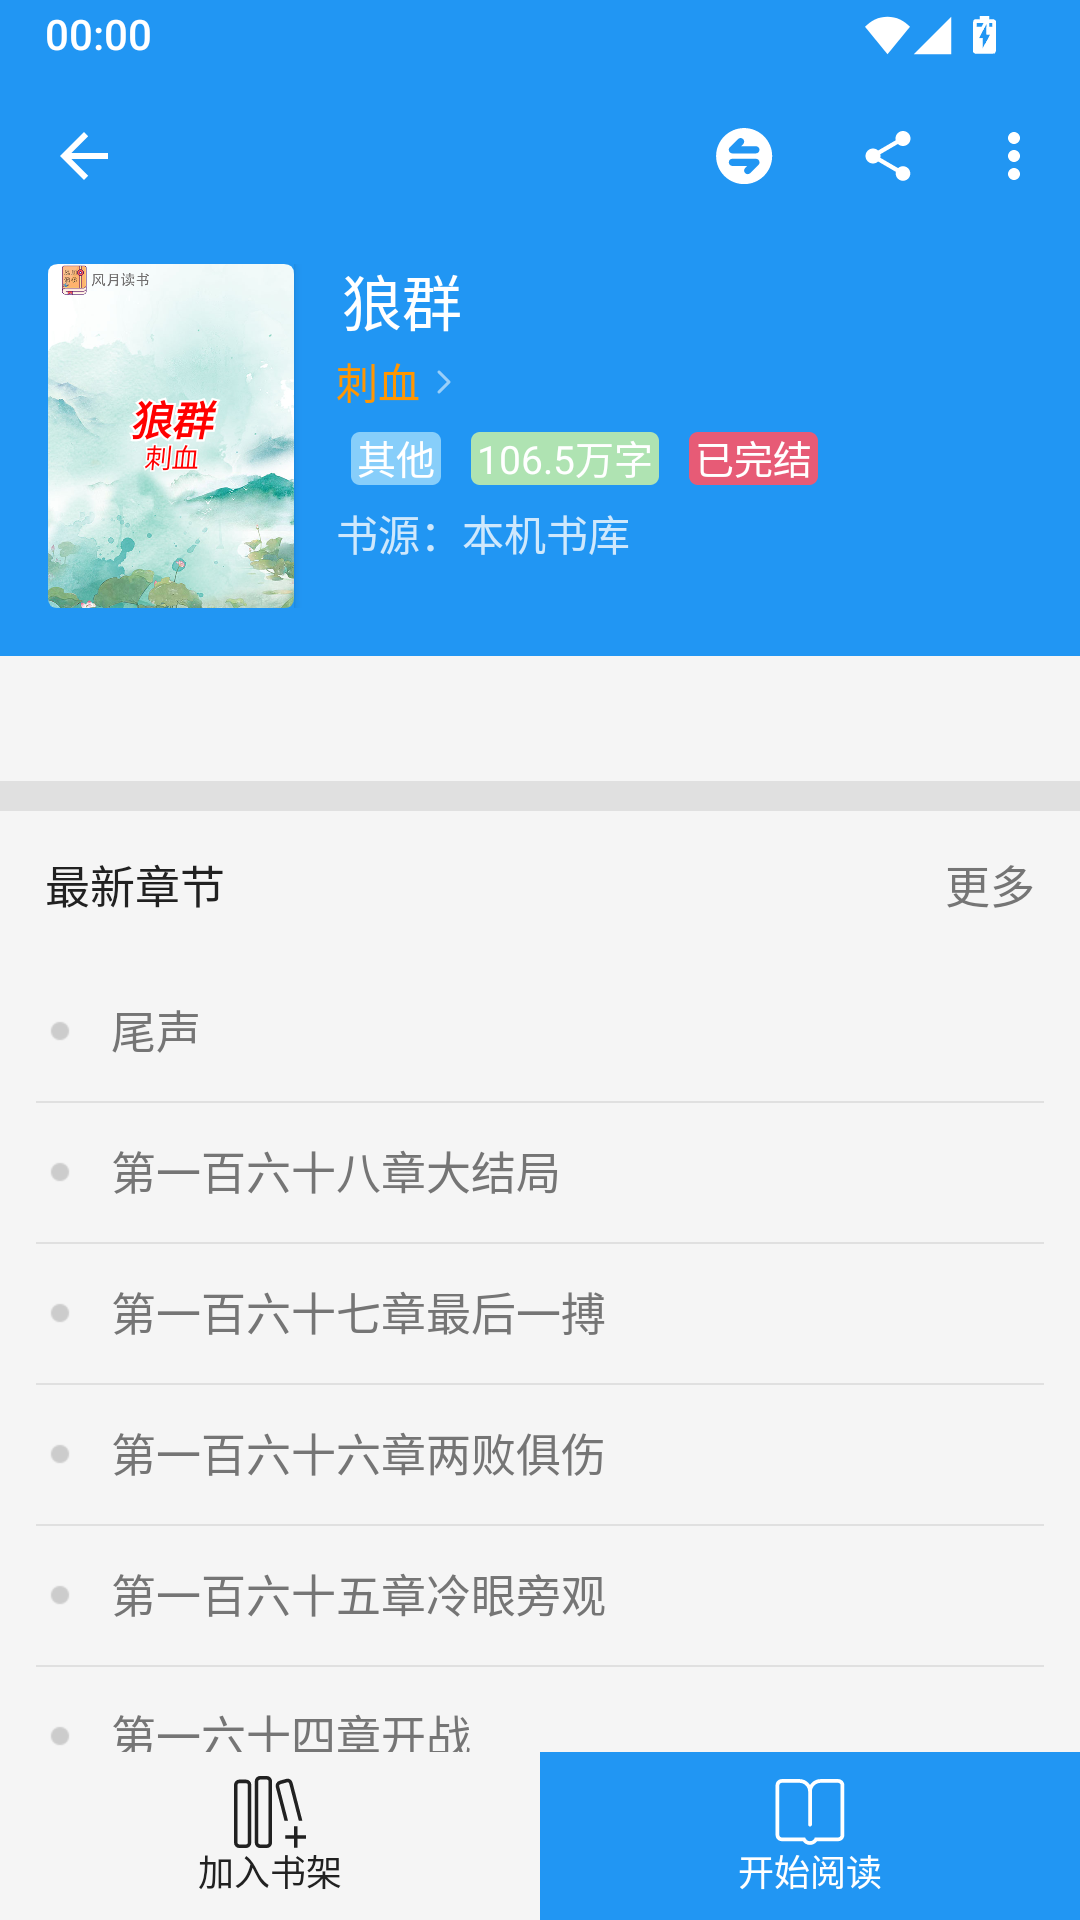 00:00
风月读书
狼群
刺血
狼群
刺血
其他 106.5万字 已完结
书源：本机书库
最新章节 更多
尾声
第一百六十八章大结局
第一百六十七章最后一搏
第一百六十六章两败俱伤
第一百六十五章冷眼旁观
第一六十四章开战
加入书架 开始阅读